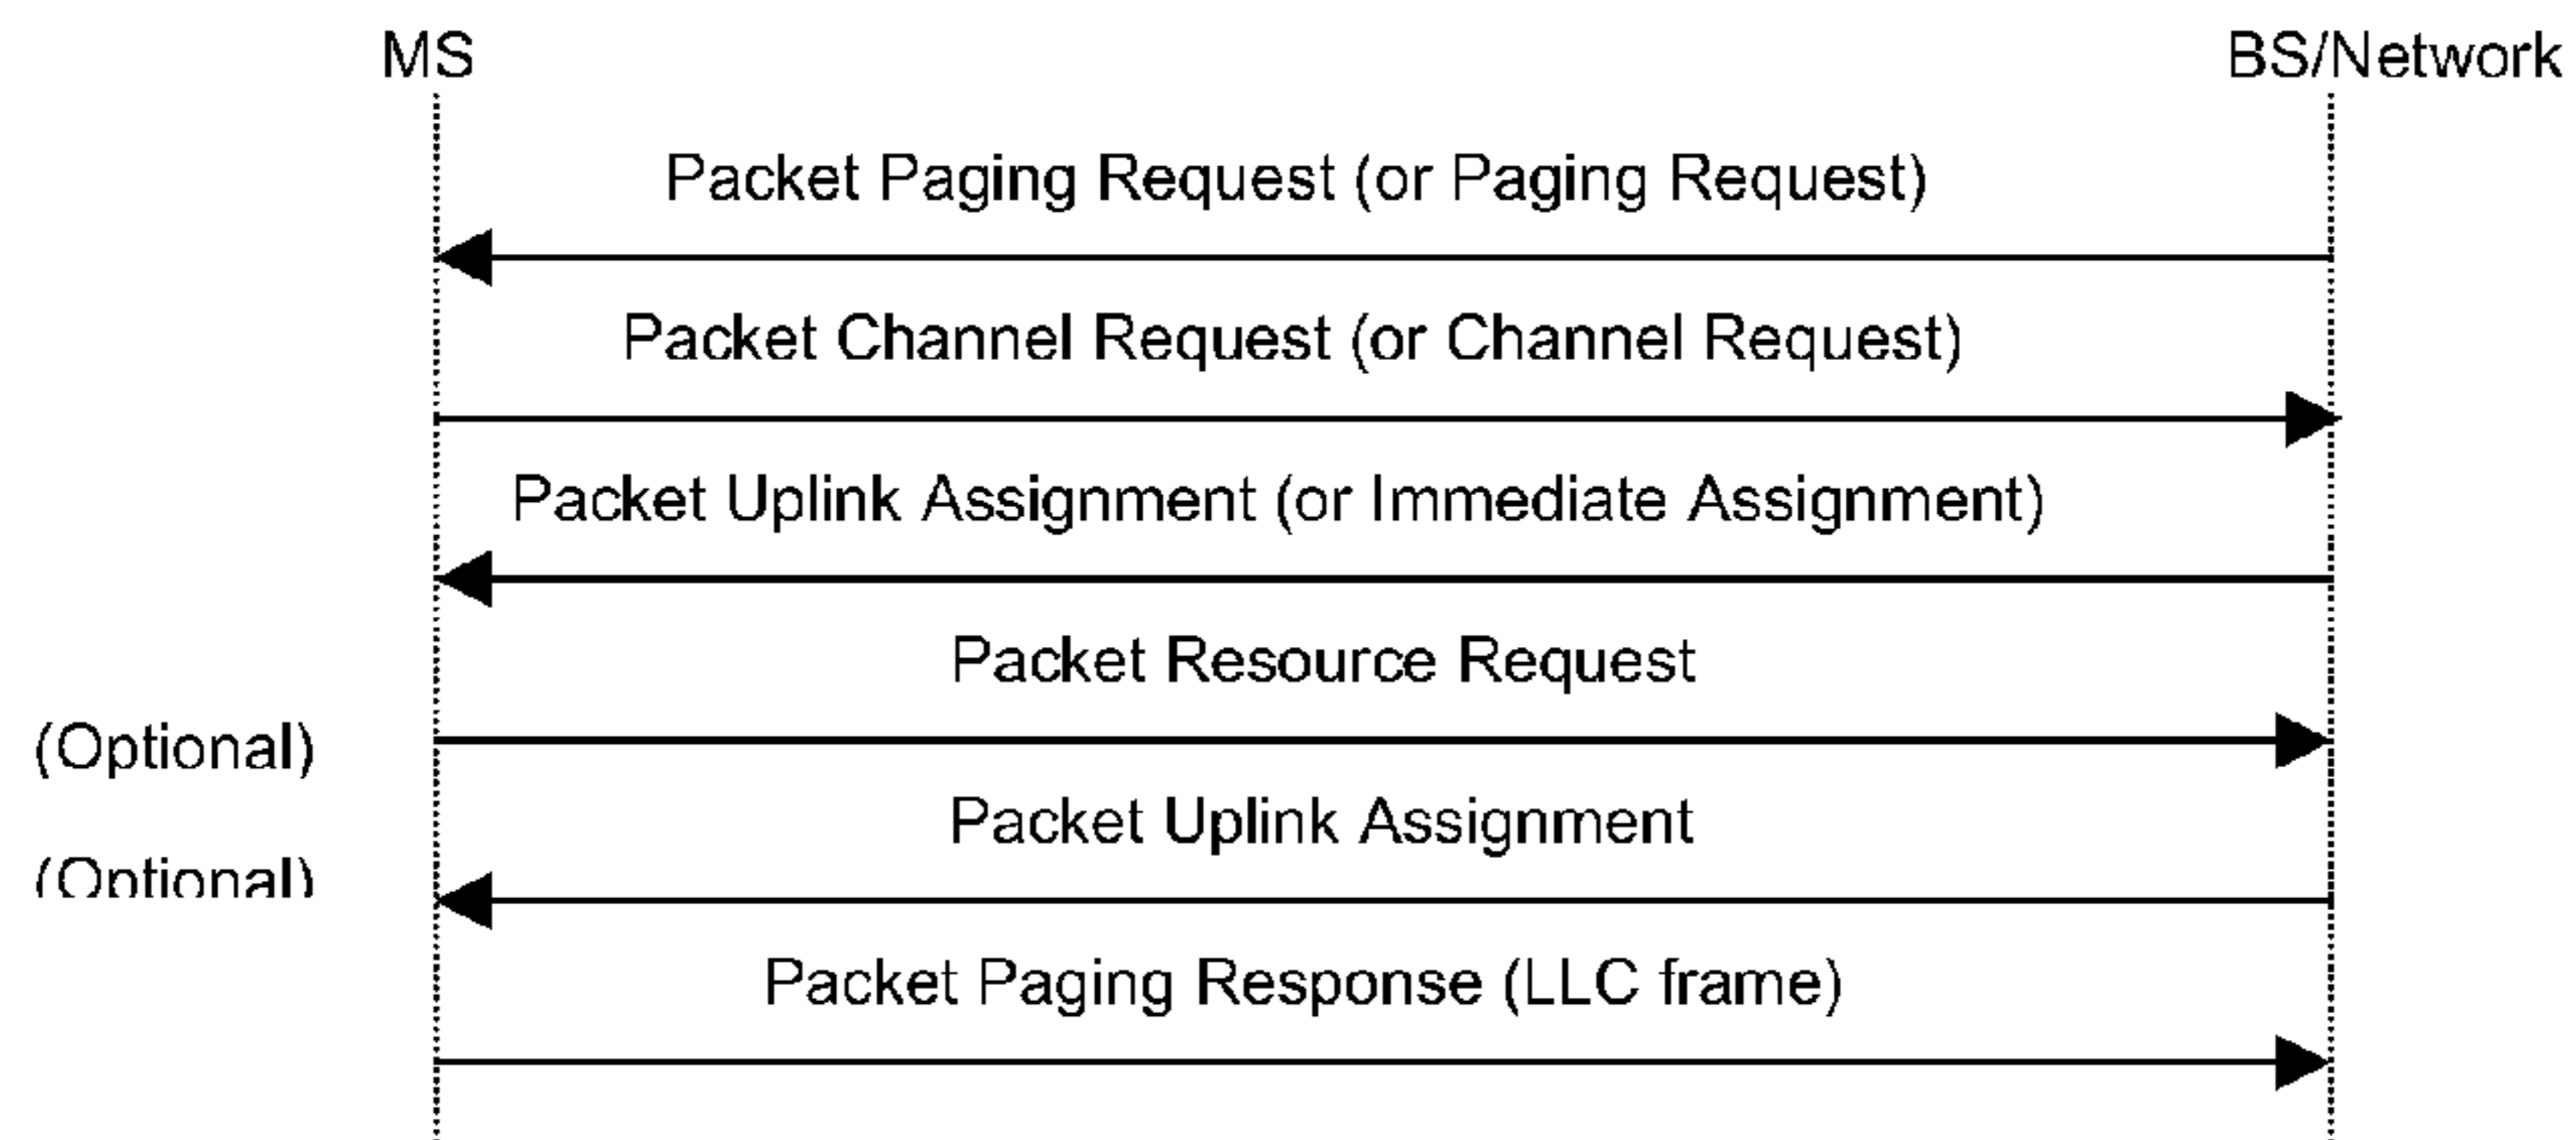 MS
BS/Network
Packet Paging Request (or Paging Request)
Packet Channel Request (or Channel Request)
Packet Uplink Assignment (or Immediate Assignment)
Packet Resource Request
(Optional)
Packet Uplink Assignment
(Optional)
Packet Paging Response (LLC frame)